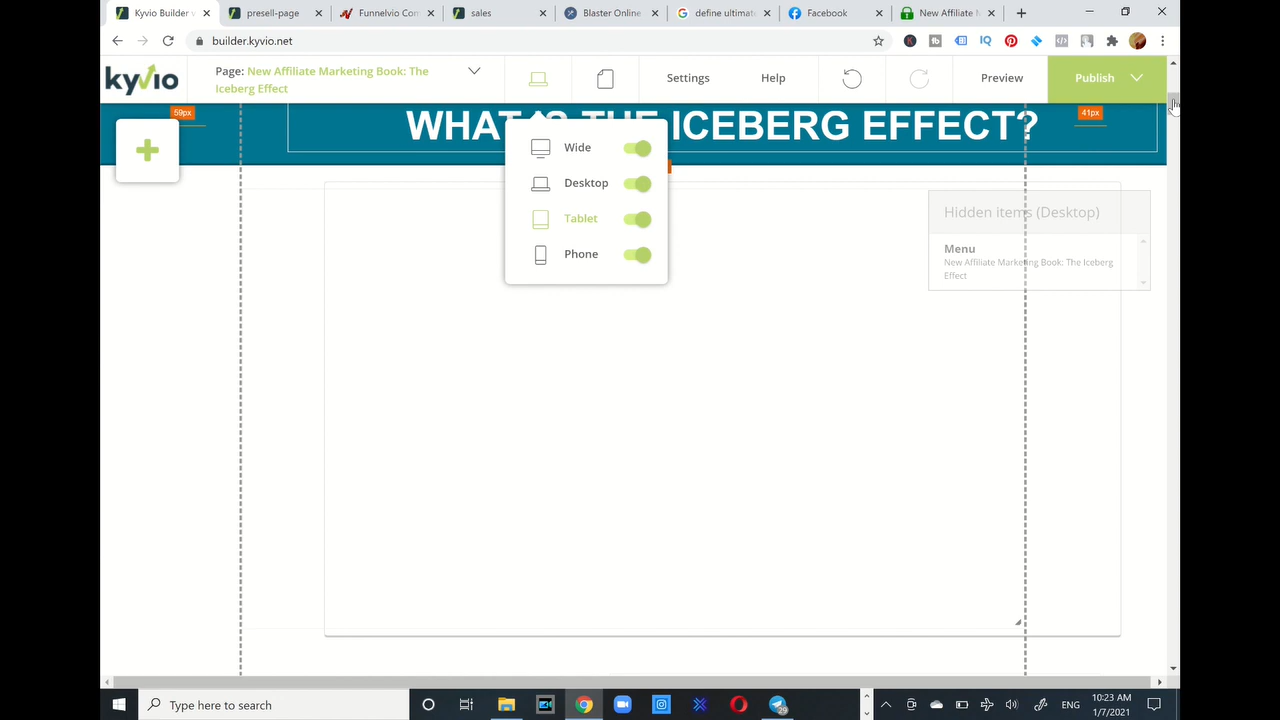 Kyvio Builder v
presell-page
Funnelvio Con
sales
Blaster Online
define ultimat
Facebook
New Affiliate M
builder.kyvio.net
kyvio
Page: New Affiliate Marketing Book: The
Iceberg Effect
Settings
Help
Preview
Publish
59px
WHAT IS THE ICEBERG EFFECT?
41px
Wide
Desktop
Tablet
Phone
Hidden items (Desktop)
Menu
New Affiliate Marketing Book: The Iceberg
Effect
Type here to search
ENG
10:23 AM
1/7/2021